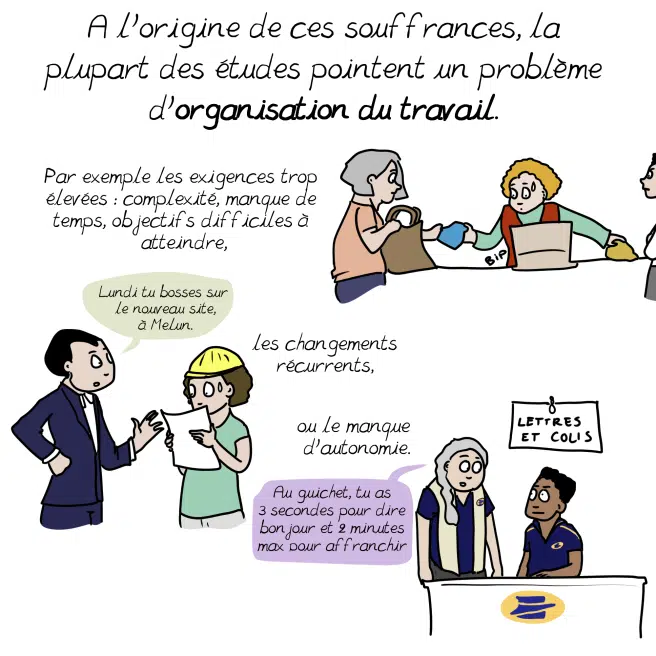 A l'origine de ces souffrances, la
plupart des études pointent un problème
d'organisation du travail.
Par exemple les exigences trop
élevées : complexité, manque de
temps, objectifs difficiles à
atteindre,
BIP
Lundi tu bosses sur
le nouveau site,
à Melun.
les changements
récurrents,
ou le manque
d'autonomie.
LETTRES
ET COLIS
Au guichet, tu as
3 secondes pour dire
bonjour et 2 minutes
max pour affranchir